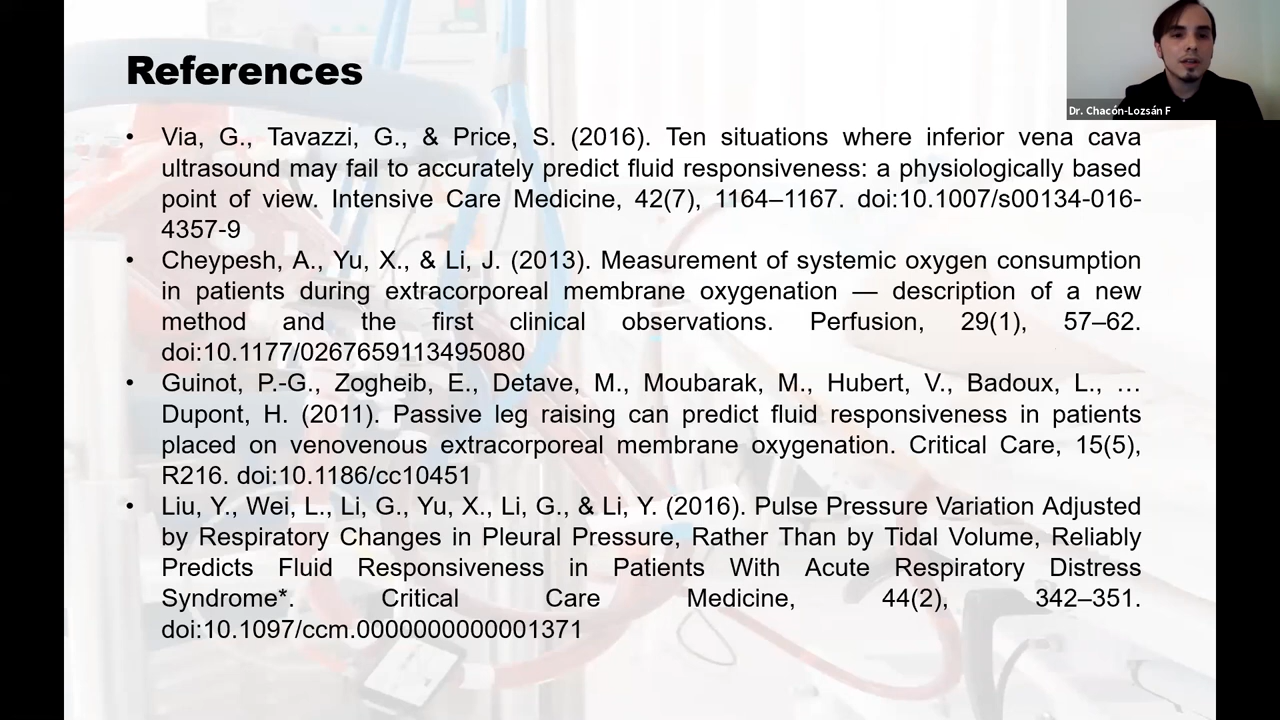 References
Dr. Chacón-Lozsán F
• Via, G., Tavazzi, G., & Price, S. (2016). Ten situations where inferior vena cava
ultrasound may fail to accurately predict fluid responsiveness: a physiologically based
point of view. Intensive Care Medicine, 42(7), 1164–1167. doi:10.1007/s00134-016-
4357-9
• Cheypesh, A., Yu, X., & Li, J. (2013). Measurement of systemic oxygen consumption
in patients during extracorporeal membrane oxygenation — description of a new
method and the first clinical observations. Perfusion, 29(1), 57–62.
doi:10.1177/0267659113495080
• Guinot, P.-G., Zogheib, E., Detave, M., Moubarak, M., Hubert, V., Badoux, L., …
Dupont, H. (2011). Passive leg raising can predict fluid responsiveness in patients
placed on venovenous extracorporeal membrane oxygenation. Critical Care, 15(5),
R216. doi:10.1186/cc10451
• Liu, Y., Wei, L., Li, G., Yu, X., Li, G., & Li, Y. (2016). Pulse Pressure Variation Adjusted
by Respiratory Changes in Pleural Pressure, Rather Than by Tidal Volume, Reliably
Predicts Fluid Responsiveness in Patients With Acute Respiratory Distress
Syndrome*. Critical Care Medicine, 44(2), 342–351.
doi:10.1097/ccm.0000000000001371